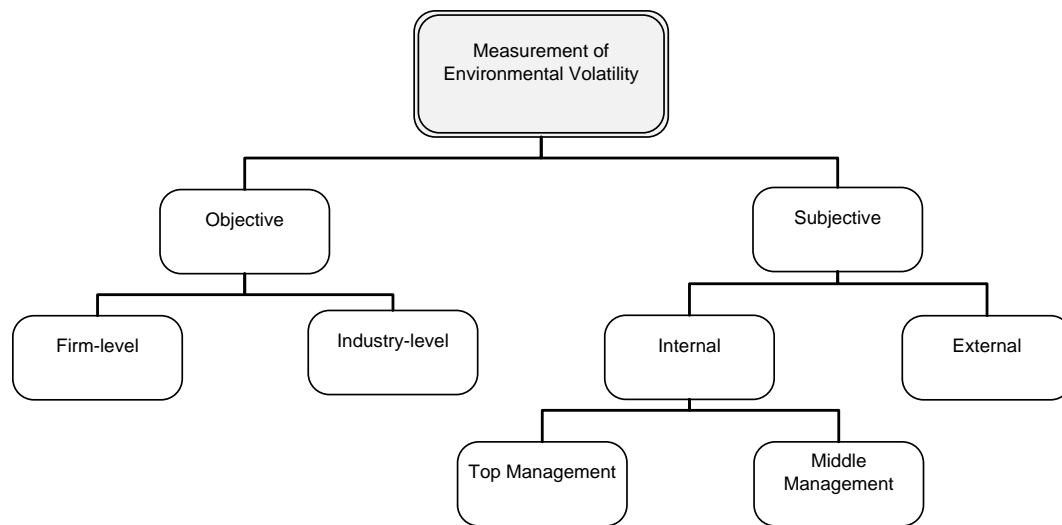 Measurement of
Environmental Volatility
Objective
Subjective
Firm-level
Industry-level
Internal
External
Top Management
Middle
Management